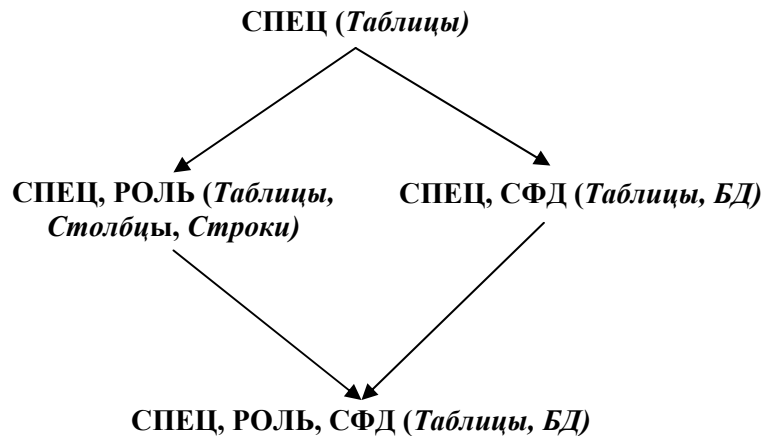 СПЕЦ (Таблицы)
СПЕЦ, РОЛЬ (Таблицы,
Столбцы, Строки)
СПЕЦ, СФД (Таблицы, БД)
СПЕЦ, РОЛЬ, СФД (Таблицы, БД)